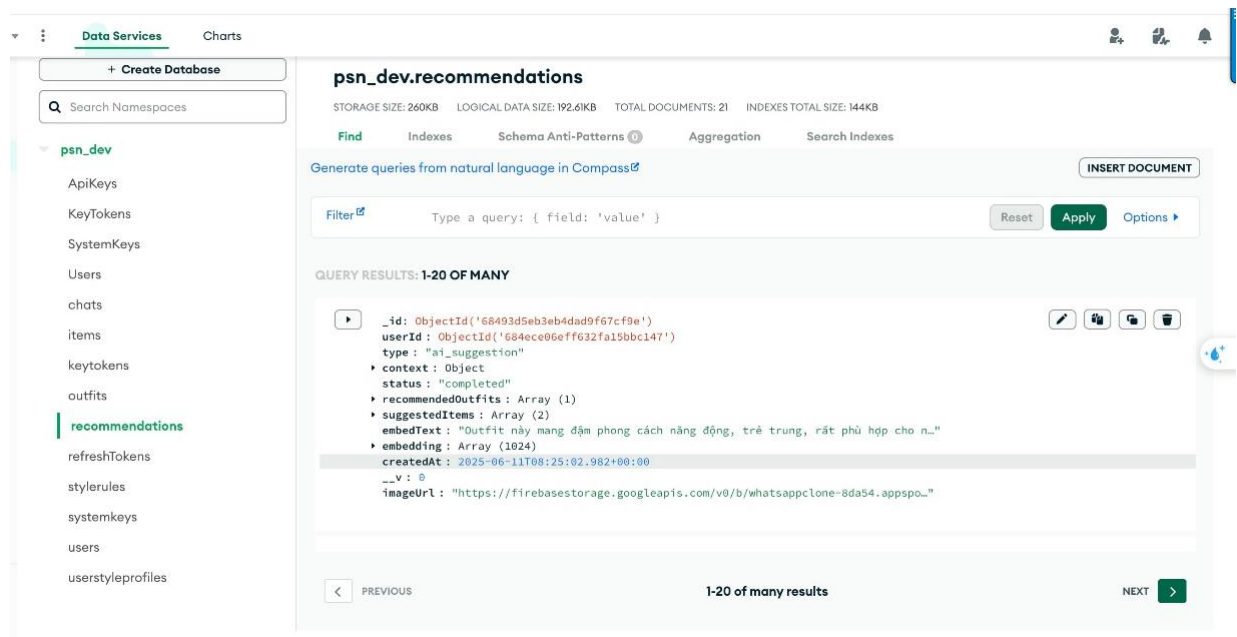 Data Services Charts
+ Create Database
Search Namespaces
psn_dev
ApiKeys
KeyTokens
SystemKeys
Users
chats
items
keytokens
outfits
recommendations
refreshTokens
stylerules
systemkeys
users
userstyleprofiles
psn_dev.recommendations
STORAGE SIZE: 260KB LOGICAL DATA SIZE: 192.61KB TOTAL DOCUMENTS: 21 INDEXES TOTAL SIZE: 144KB
Find Indexes Schema Anti-Patterns 0 Aggregation Search Indexes
Generate queries from natural language in Compass
INSERT DOCUMENT
Filter Type a query: { field: 'value' } Reset Apply Options
QUERY RESULTS: 1-20 OF MANY
_id: ObjectId('68493d5eb3eb4dad9f67cf9e')
userId : ObjectId('684ece06eff632fa15bbc147')
type : "ai_suggestion"
context : Object
status : "completed"
recommendedOutfits : Array (1)
suggestedItems : Array (2)
embedText : "Outfit này mang đậm phong cách năng động, trẻ trung, rất phù hợp cho n…"
embedding : Array (1024)
createdAt : 2025-06-11T08:25:02.982+00:00
__v : 0
imageUrl : "https://firebasestorage.googleapis.com/v0/b/whatsappclone-8da54.appspo…"
PREVIOUS 1-20 of many results NEXT